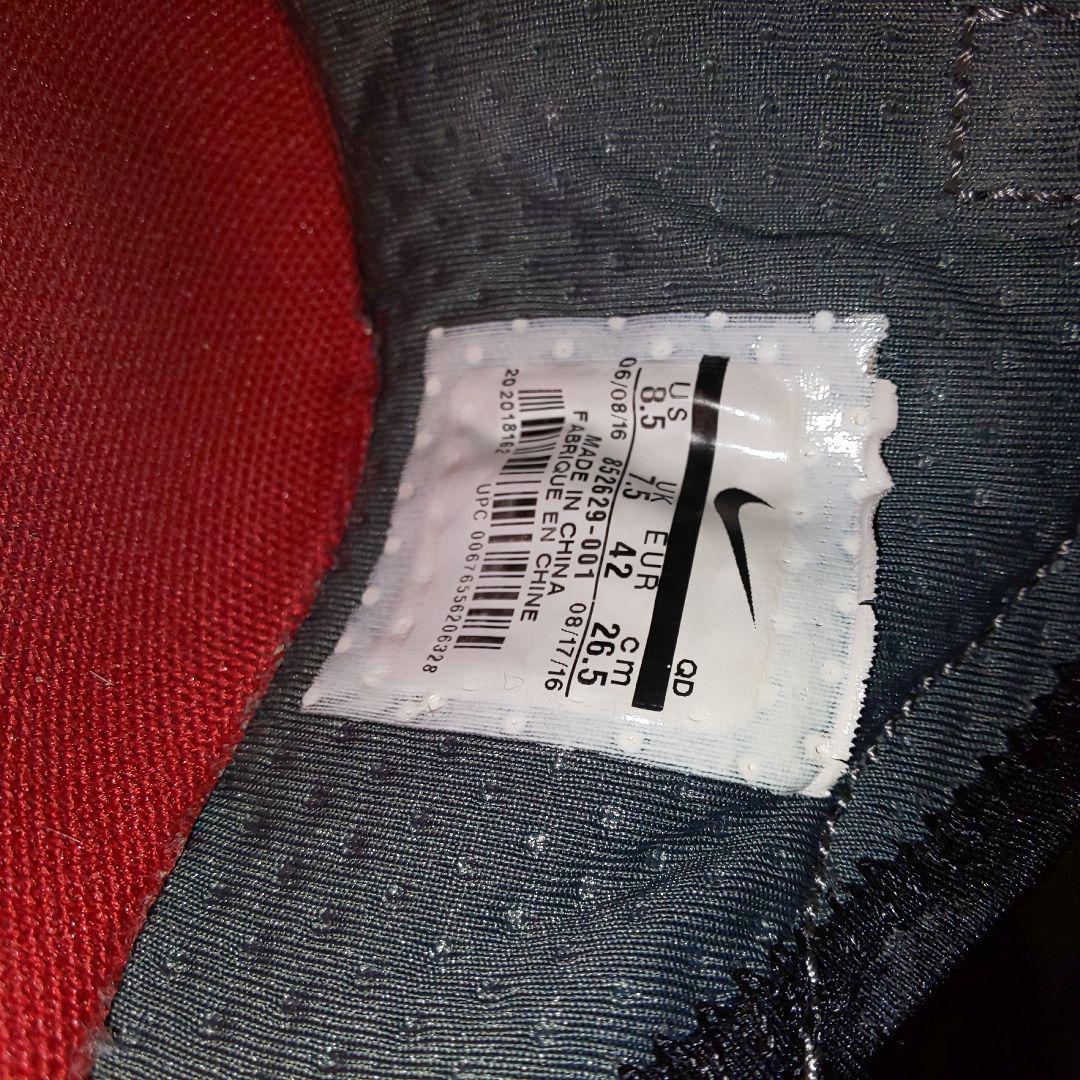 QD
US UK EUR cm
8.5 7.5 42 26.5
06/08/16 852629-001 08/17/16
MADE IN CHINA
FABRIQUE EN CHINE
202018162
UPC 00676556206328